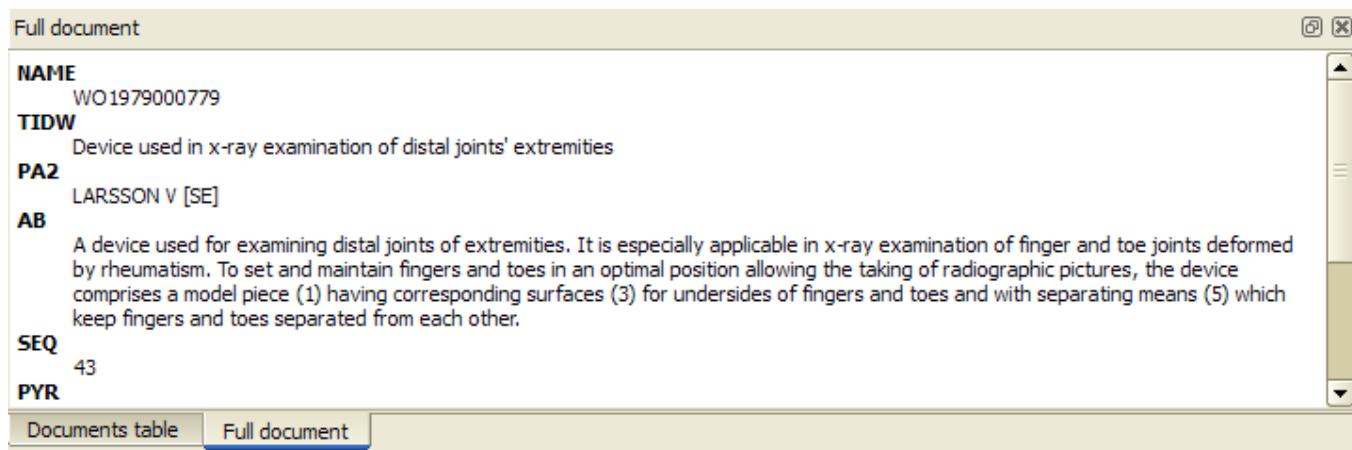 Full document
NAME
WO1979000779
TIDW
Device used in x-ray examination of distal joints' extremities
PA2
LARSSON V [SE]
AB
A device used for examining distal joints of extremities. It is especially applicable in x-ray examination of finger and toe joints deformed
by rheumatism. To set and maintain fingers and toes in an optimal position allowing the taking of radiographic pictures, the device
comprises a model piece (1) having corresponding surfaces (3) for undersides of fingers and toes and with separating means (5) which
keep fingers and toes separated from each other.
SEQ
43
PYR
Documents table Full document